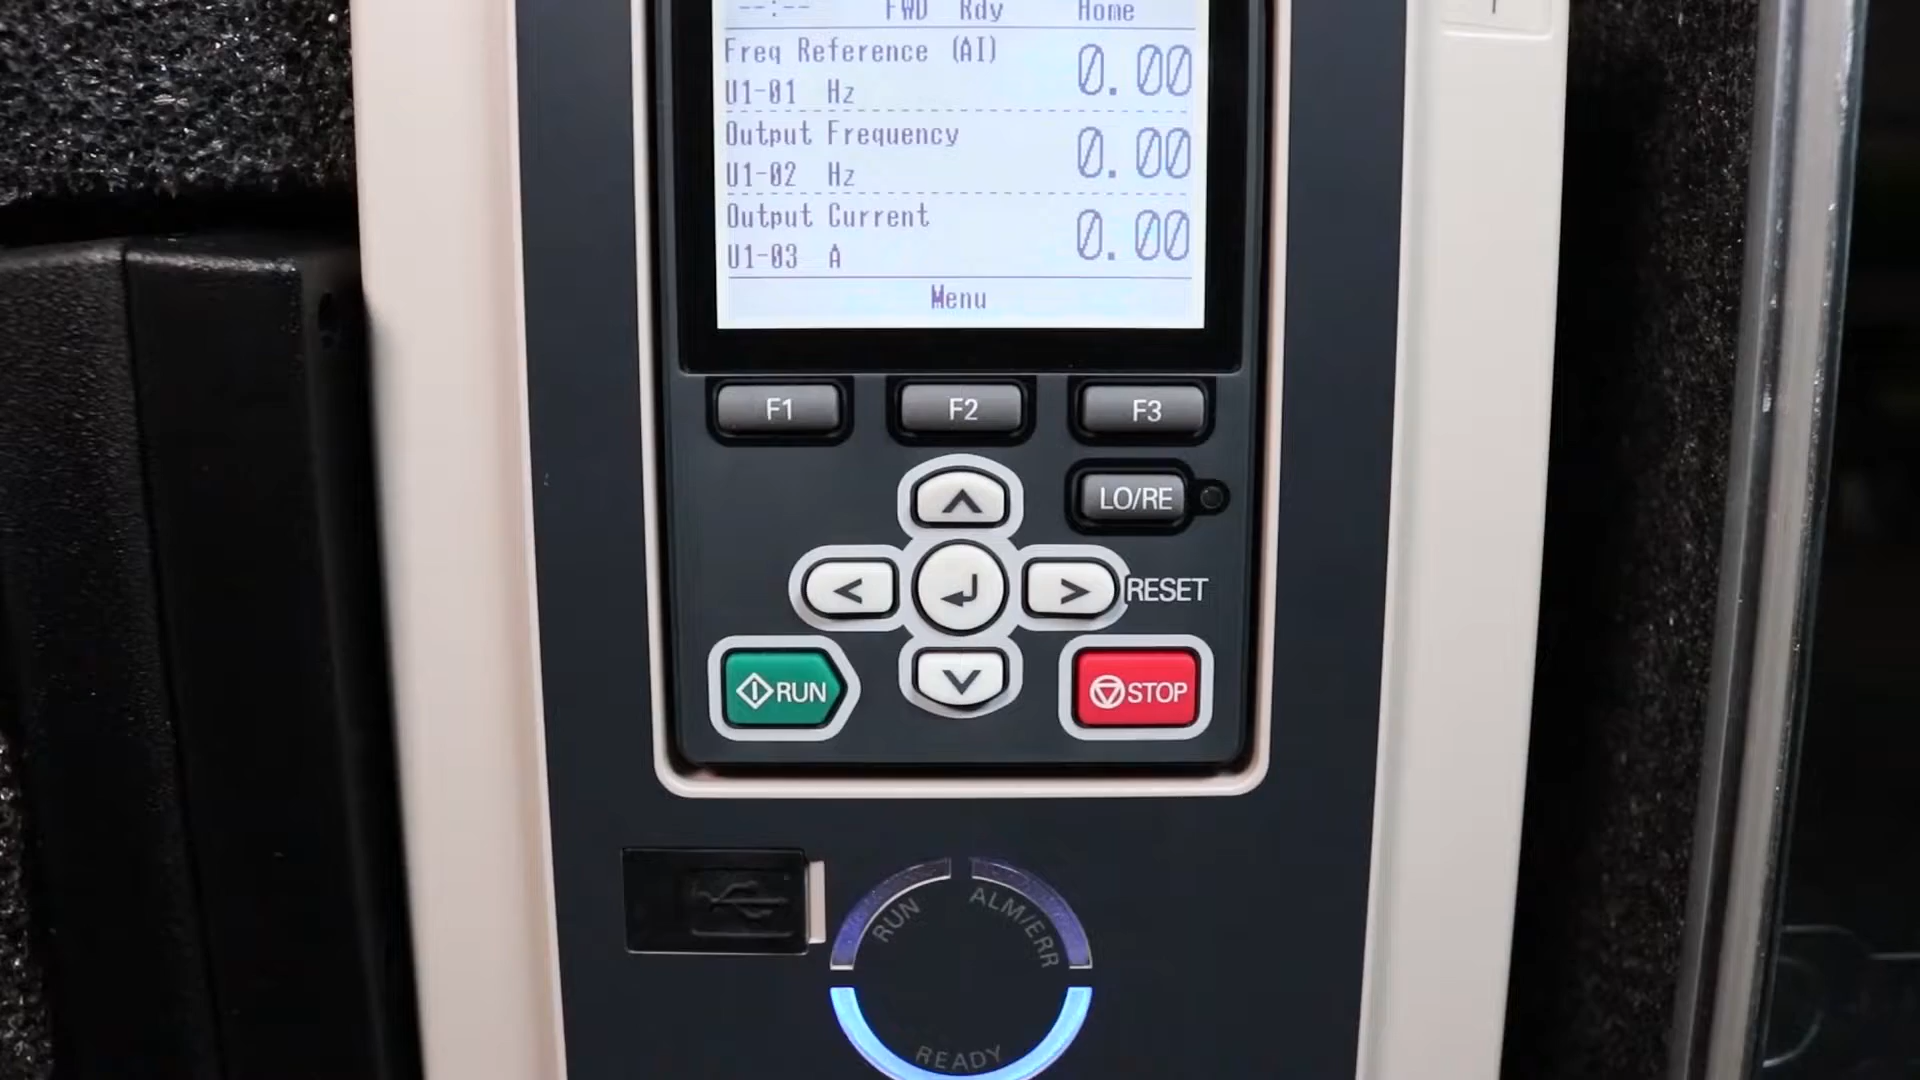 --:-- FWD Rdy Home
Freq Reference (AI) 0.00
U1-01 Hz
Output Frequency 0.00
U1-02 Hz
Output Current 0.00
U1-03 A
Menu
F1 F2 F3
LO/RE
RESET
RUN STOP
RUN ALM/ERR
READY